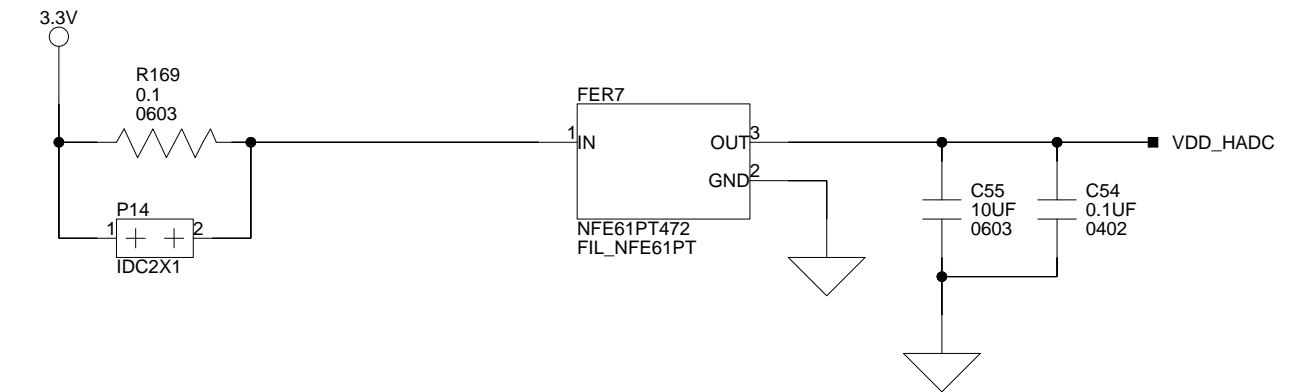 3.3V
R169
0.1
0603
P14
1
2
IDC2X1
FER7
1
IN
OUT
3
GND
2
NFE61PT472
FIL_NFE61PT
VDD_HADC
C55
10UF
0603
C54
0.1UF
0402